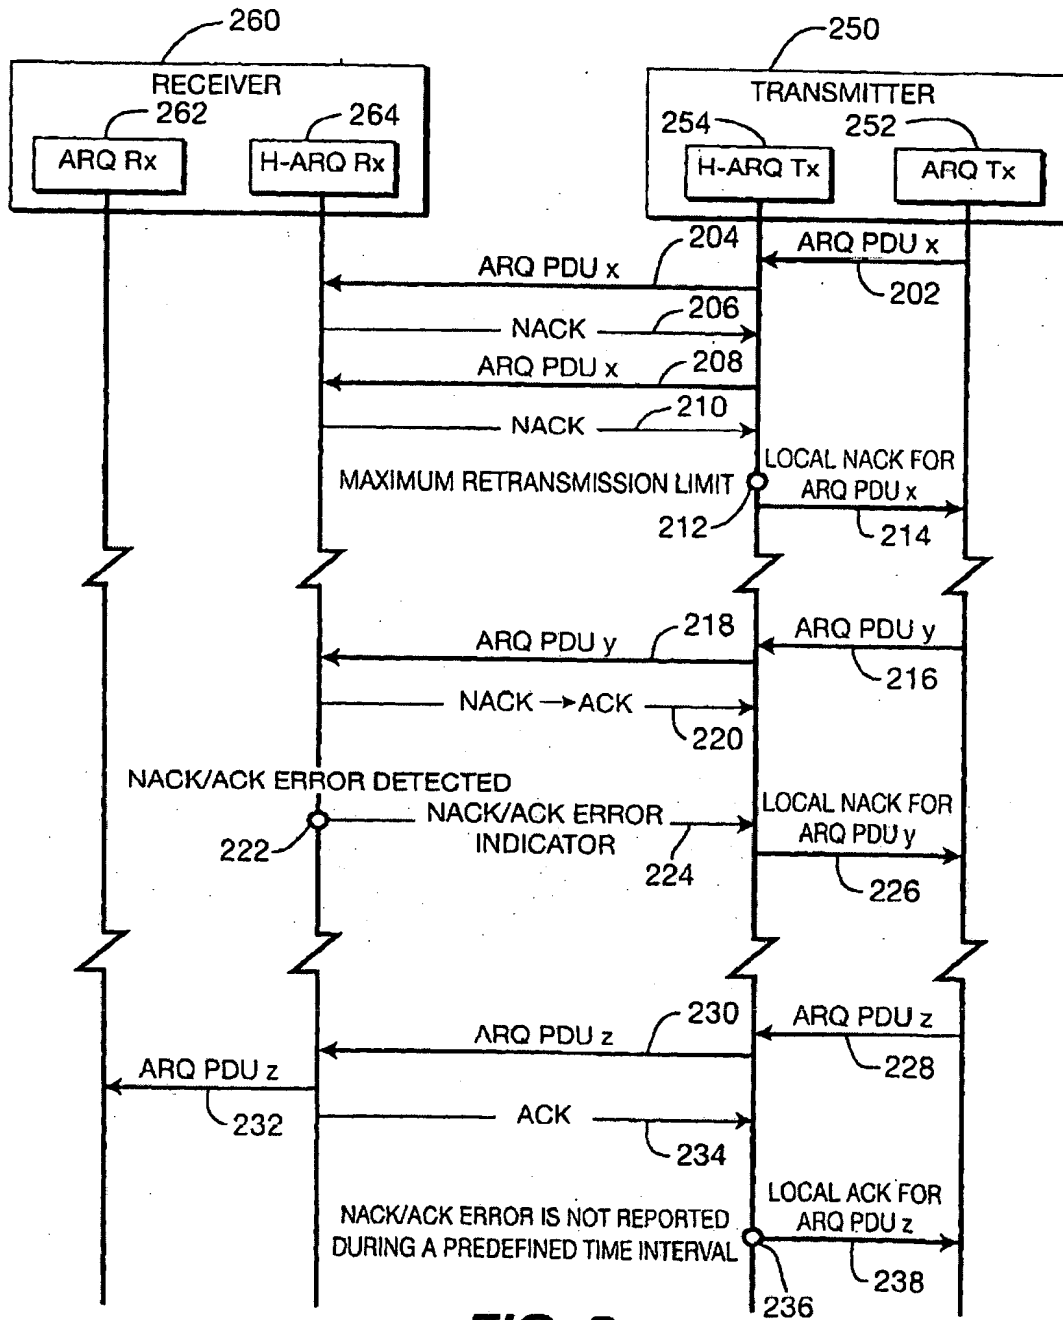 260
250
RECEIVER
TRANSMITTER
262
264
254
252
ARQ Rx
H-ARQ Rx
H-ARQ Tx
ARQ Tx
204
ARQ PDU x
ARQ PDU x
202
206
NACK
208
ARQ PDU x
210
NACK
MAXIMUM RETRANSMISSION LIMIT
LOCAL NACK FOR
ARQ PDU x
212
214
218
ARQ PDU y
ARQ PDU y
216
NACK → ACK
220
NACK/ACK ERROR DETECTED
NACK/ACK ERROR
INDICATOR
LOCAL NACK FOR
ARQ PDU y
222
224
226
230
ARQ PDU z
ARQ PDU z
228
ARQ PDU z
232
ACK
234
NACK/ACK ERROR IS NOT REPORTED
DURING A PREDEFINED TIME INTERVAL
LOCAL ACK FOR
ARQ PDU z
236
238